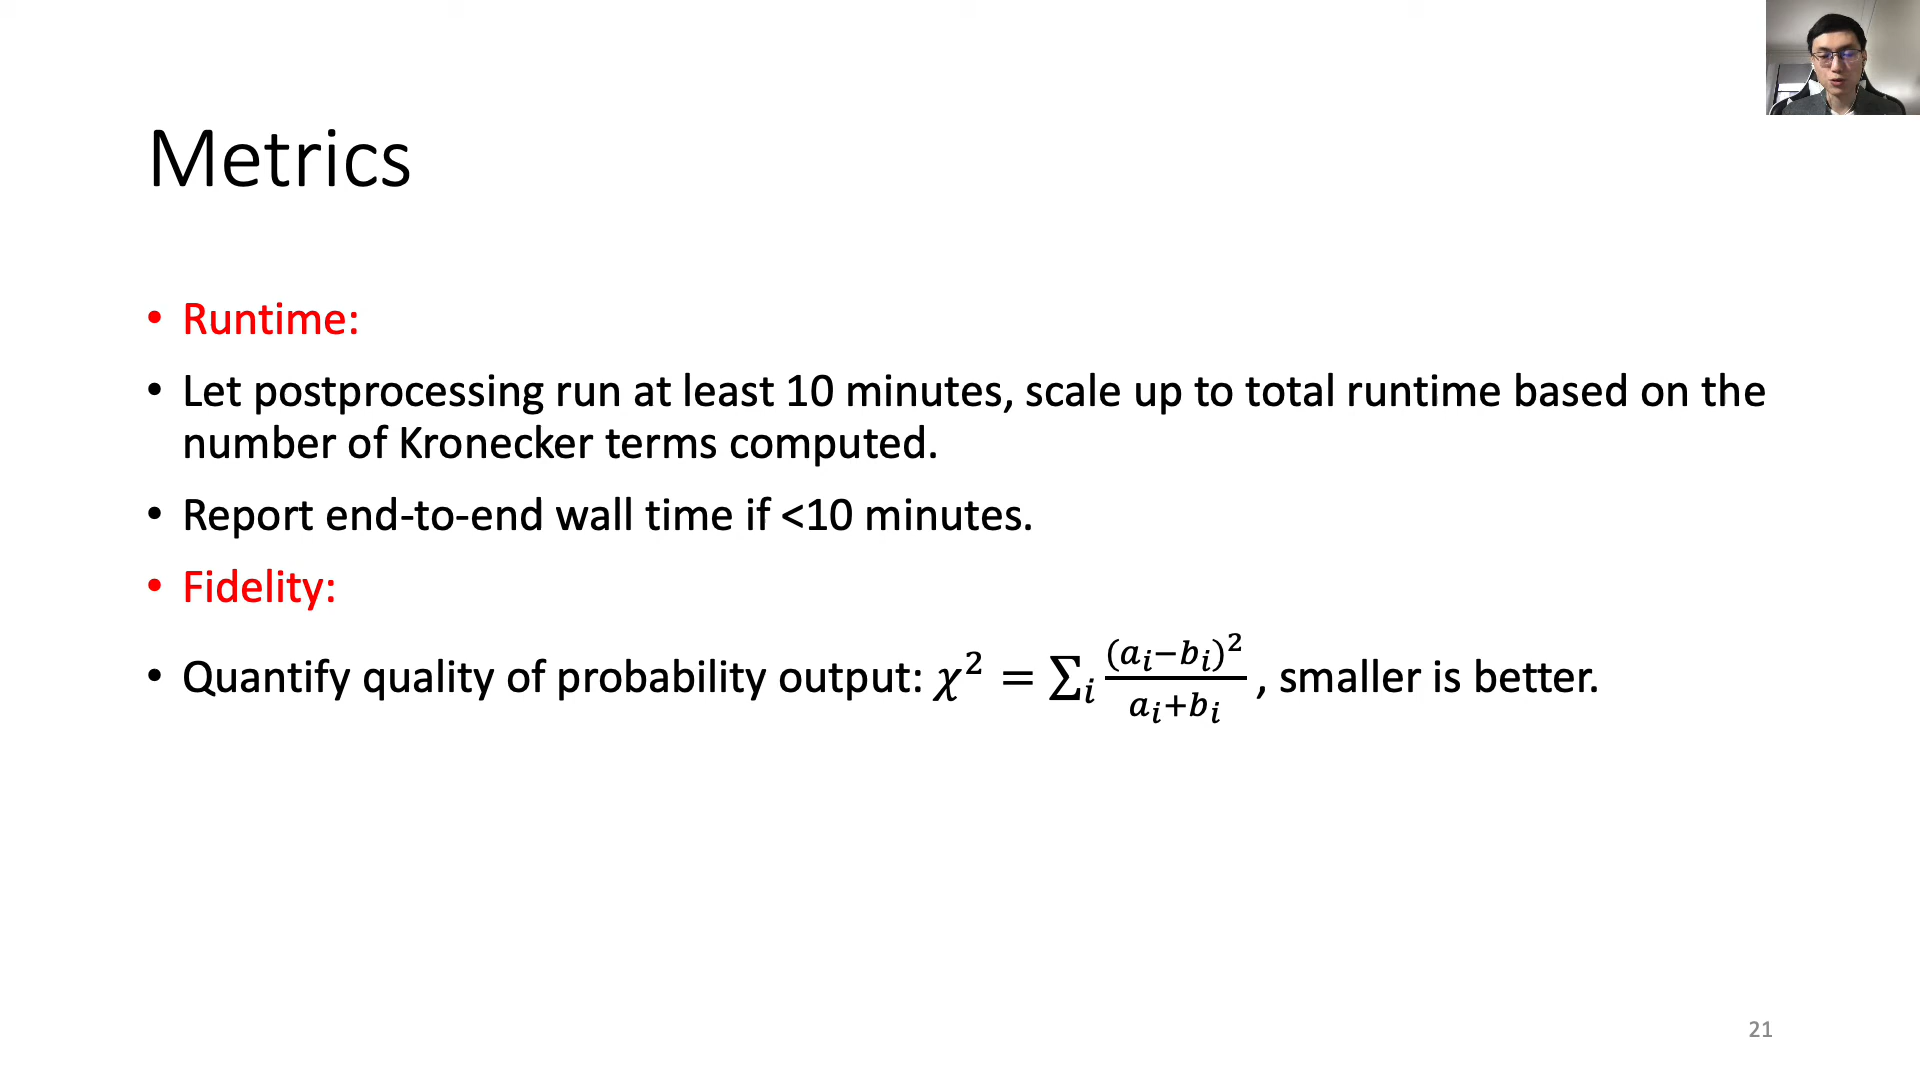 Metrics
• Runtime:
• Let postprocessing run at least 10 minutes, scale up to total runtime based on the
number of Kronecker terms computed.
• Report end-to-end wall time if <10 minutes.
• Fidelity:
• Quantify quality of probability output: χ² = ∑ᵢ (aᵢ−bᵢ)²/(aᵢ+bᵢ) , smaller is better.
21